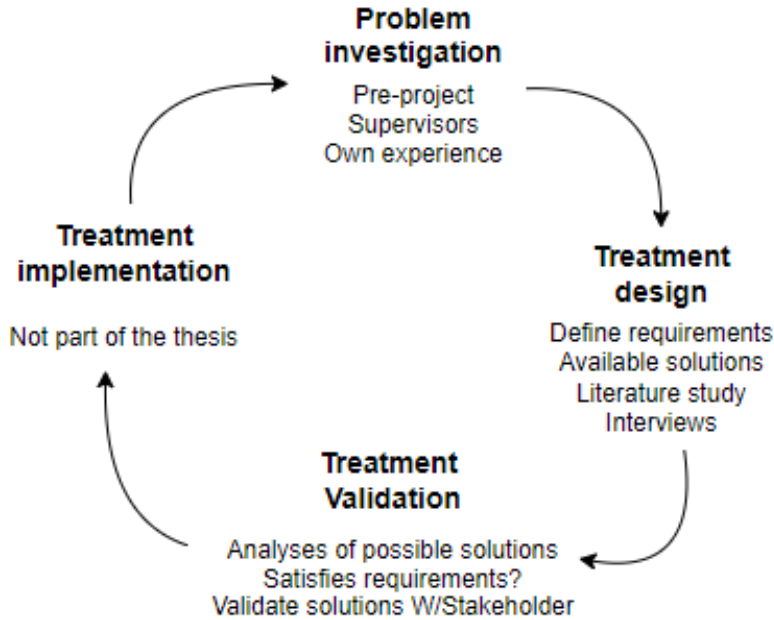 Problem
investigation
Pre-project
Supervisors
Own experience
Treatment
design
Define requirements
Available solutions
Literature study
Interviews
Treatment
Validation
Analyses of possible solutions
Satisfies requirements?
Validate solutions W/Stakeholder
Treatment
implementation
Not part of the thesis